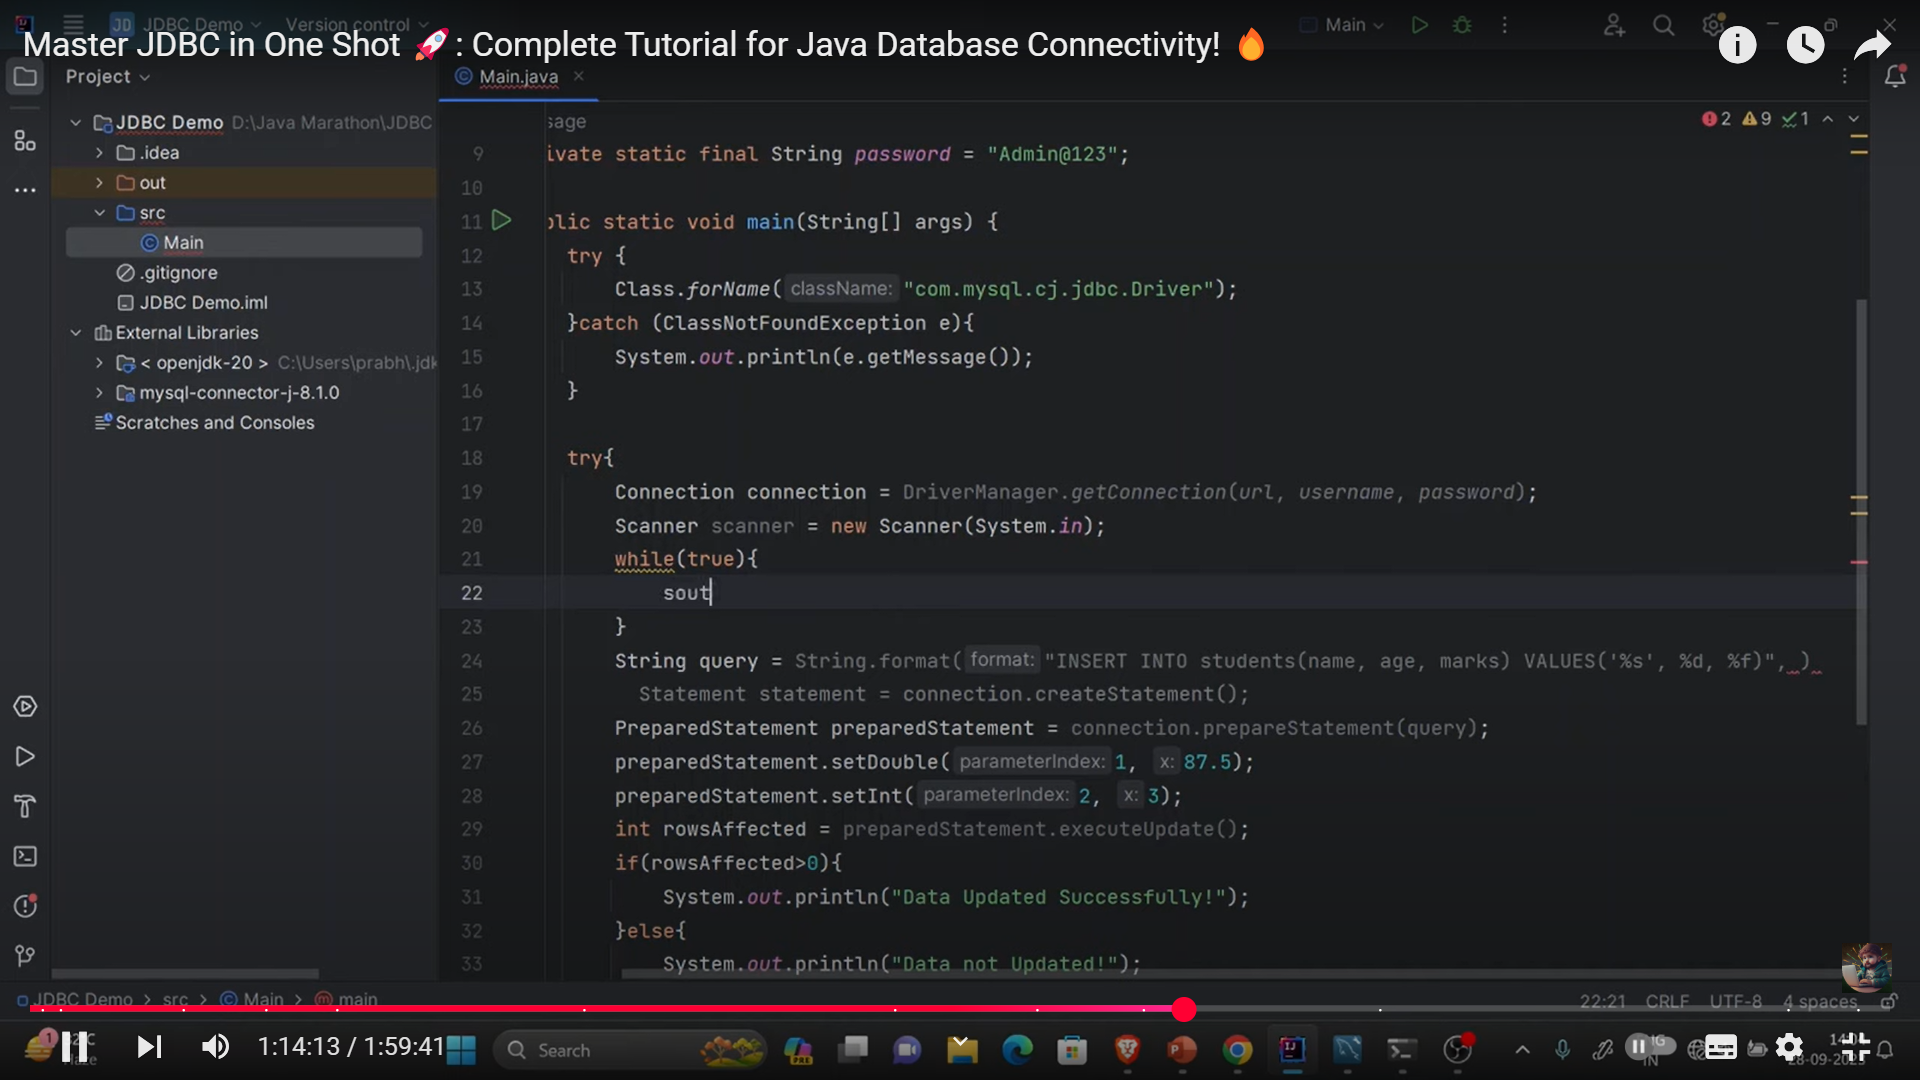 JD JDBC Demo Version control Main
Master JDBC in One Shot 🚀 : Complete Tutorial for Java Database Connectivity! 🔥
Project
Main.java
JDBC Demo D:\Java Marathon\JDBC
.idea
out
src
Main
.gitignore
JDBC Demo.iml
External Libraries
< openjdk-20 > C:\Users\prabh\.jdk
mysql-connector-j-8.1.0
Scratches and Consoles
sage
2 9 1
9 ivate static final String password = "Admin@123";
10
11 blic static void main(String[] args) {
12 try {
13 Class.forName( className: "com.mysql.cj.jdbc.Driver");
14 }catch (ClassNotFoundException e){
15 System.out.println(e.getMessage());
16 }
17
18 try{
19 Connection connection = DriverManager.getConnection(url, username, password);
20 Scanner scanner = new Scanner(System.in);
21 while(true){
22 sout
23 }
24 String query = String.format( format: "INSERT INTO students(name, age, marks) VALUES('%s', %d, %f)", )
25 Statement statement = connection.createStatement();
26 PreparedStatement preparedStatement = connection.prepareStatement(query);
27 preparedStatement.setDouble( parameterIndex: 1, x: 87.5);
28 preparedStatement.setInt( parameterIndex: 2, x: 3);
29 int rowsAffected = preparedStatement.executeUpdate();
30 if(rowsAffected>0){
31 System.out.println("Data Updated Successfully!");
32 }else{
33 System.out.println("Data not Updated!");
JDBC Demo > src > Main > main
22:21 CRLF UTF-8 4 spaces
1:14:13 / 1:59:41
Search
PRE
IN